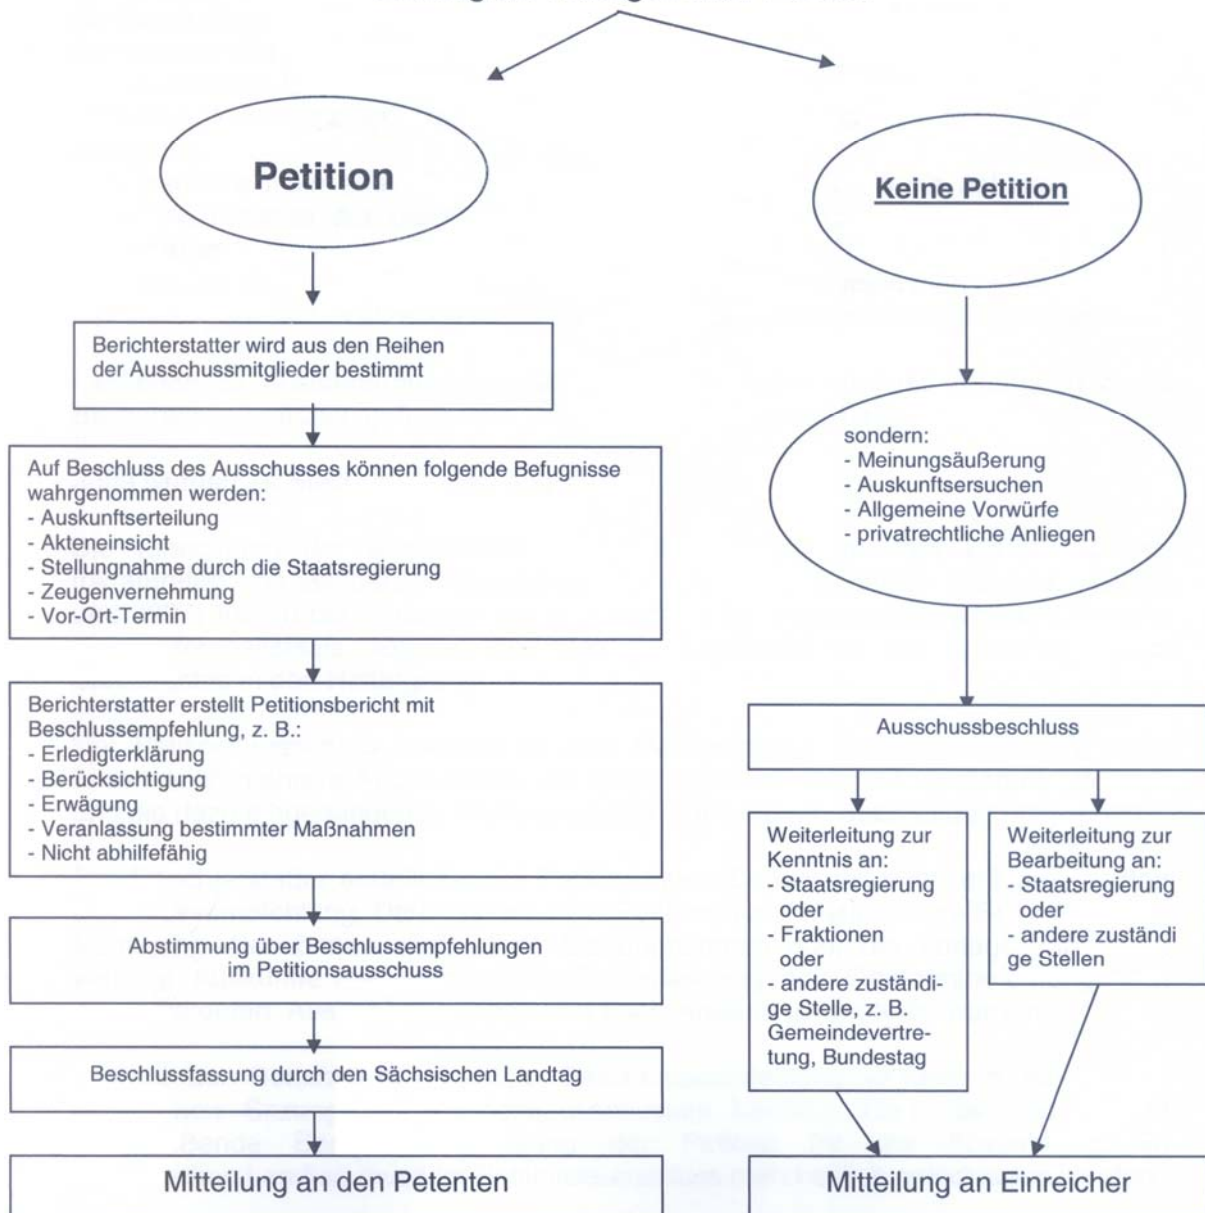 Petition
Keine Petition
Berichterstatter wird aus den Reihen
der Ausschussmitglieder bestimmt
Auf Beschluss des Ausschusses können folgende Befugnisse
wahrgenommen werden:
- Auskunftserteilung
- Akteneinsicht
- Stellungnahme durch die Staatsregierung
- Zeugenvernehmung
- Vor-Ort-Termin
Berichterstatter erstellt Petitionsbericht mit
Beschlussempfehlung, z. B.:
- Erledigterklärung
- Berücksichtigung
- Erwägung
- Veranlassung bestimmter Maßnahmen
- Nicht abhilfefähig
Abstimmung über Beschlussempfehlungen
im Petitionsausschuss
Beschlussfassung durch den Sächsischen Landtag
Mitteilung an den Petenten
sondern:
- Meinungsäußerung
- Auskunftsersuchen
- Allgemeine Vorwürfe
- privatrechtliche Anliegen
Ausschussbeschluss
Weiterleitung zur
Kenntnis an:
- Staatsregierung
oder
- Fraktionen
oder
- andere zuständi-
ge Stelle, z. B.
Gemeindevertre-
tung, Bundestag
Weiterleitung zur
Bearbeitung an:
- Staatsregierung
oder
- andere zuständi
ge Stellen
Mitteilung an Einreicher